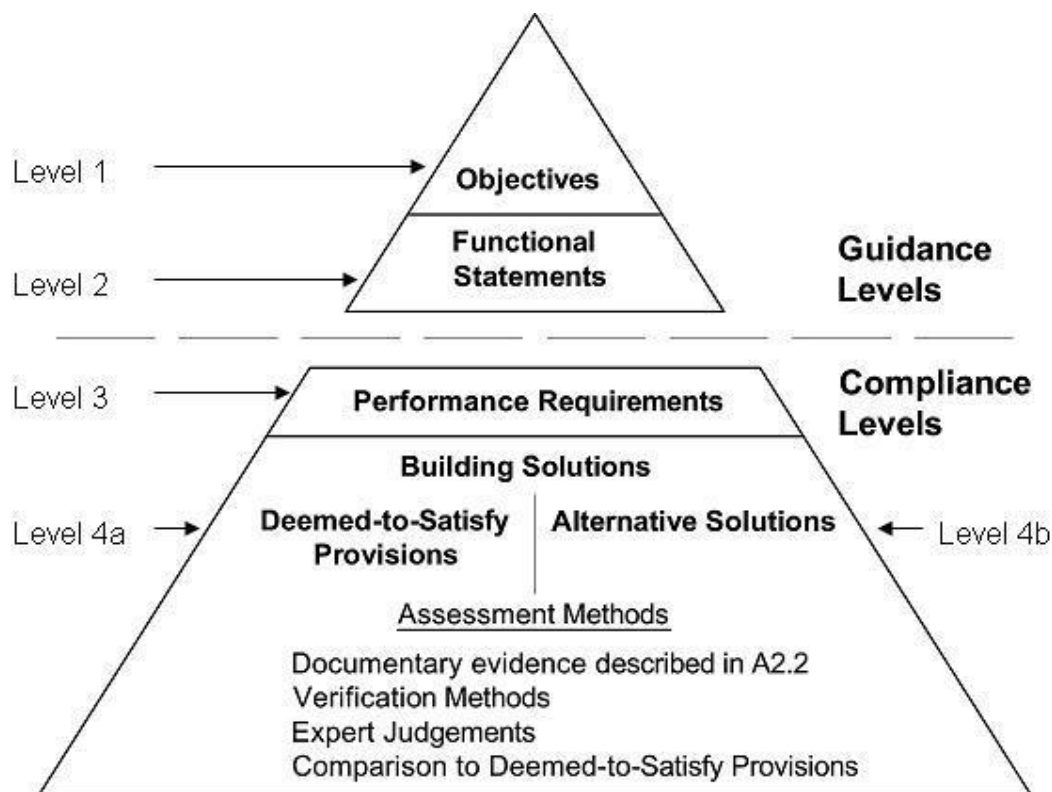 Level 1
Objectives
Functional
Statements
Level 2
Guidance
Levels
Compliance
Levels
Level 3
Performance Requirements
Building Solutions
Level 4a
Deemed-to-Satisfy
Provisions
Alternative Solutions
Level 4b
Assessment Methods
Documentary evidence described in A2.2
Verification Methods
Expert Judgements
Comparison to Deemed-to-Satisfy Provisions